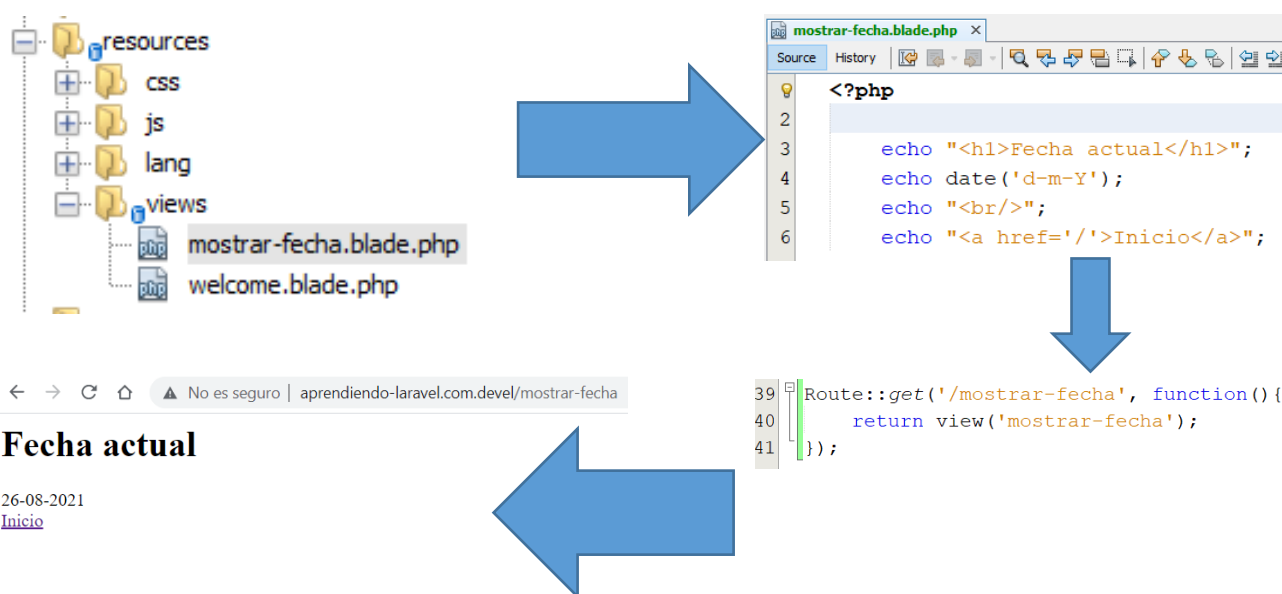 resources
css
js
lang
views
mostrar-fecha.blade.php
welcome.blade.php
mostrar-fecha.blade.php
Source History
<?php
2
3 echo "<h1>Fecha actual</h1>";
4 echo date('d-m-Y');
5 echo "<br/>";
6 echo "<a href='/'>Inicio</a>";
39 Route::get('/mostrar-fecha', function(){
40 return view('mostrar-fecha');
41 });
No es seguro | aprendiendo-laravel.com.devel/mostrar-fecha
Fecha actual
26-08-2021
Inicio